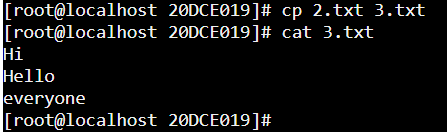 [root@localhost 20DCE019]# cp 2.txt 3.txt
[root@localhost 20DCE019]# cat 3.txt
Hi
Hello
everyone
[root@localhost 20DCE019]#